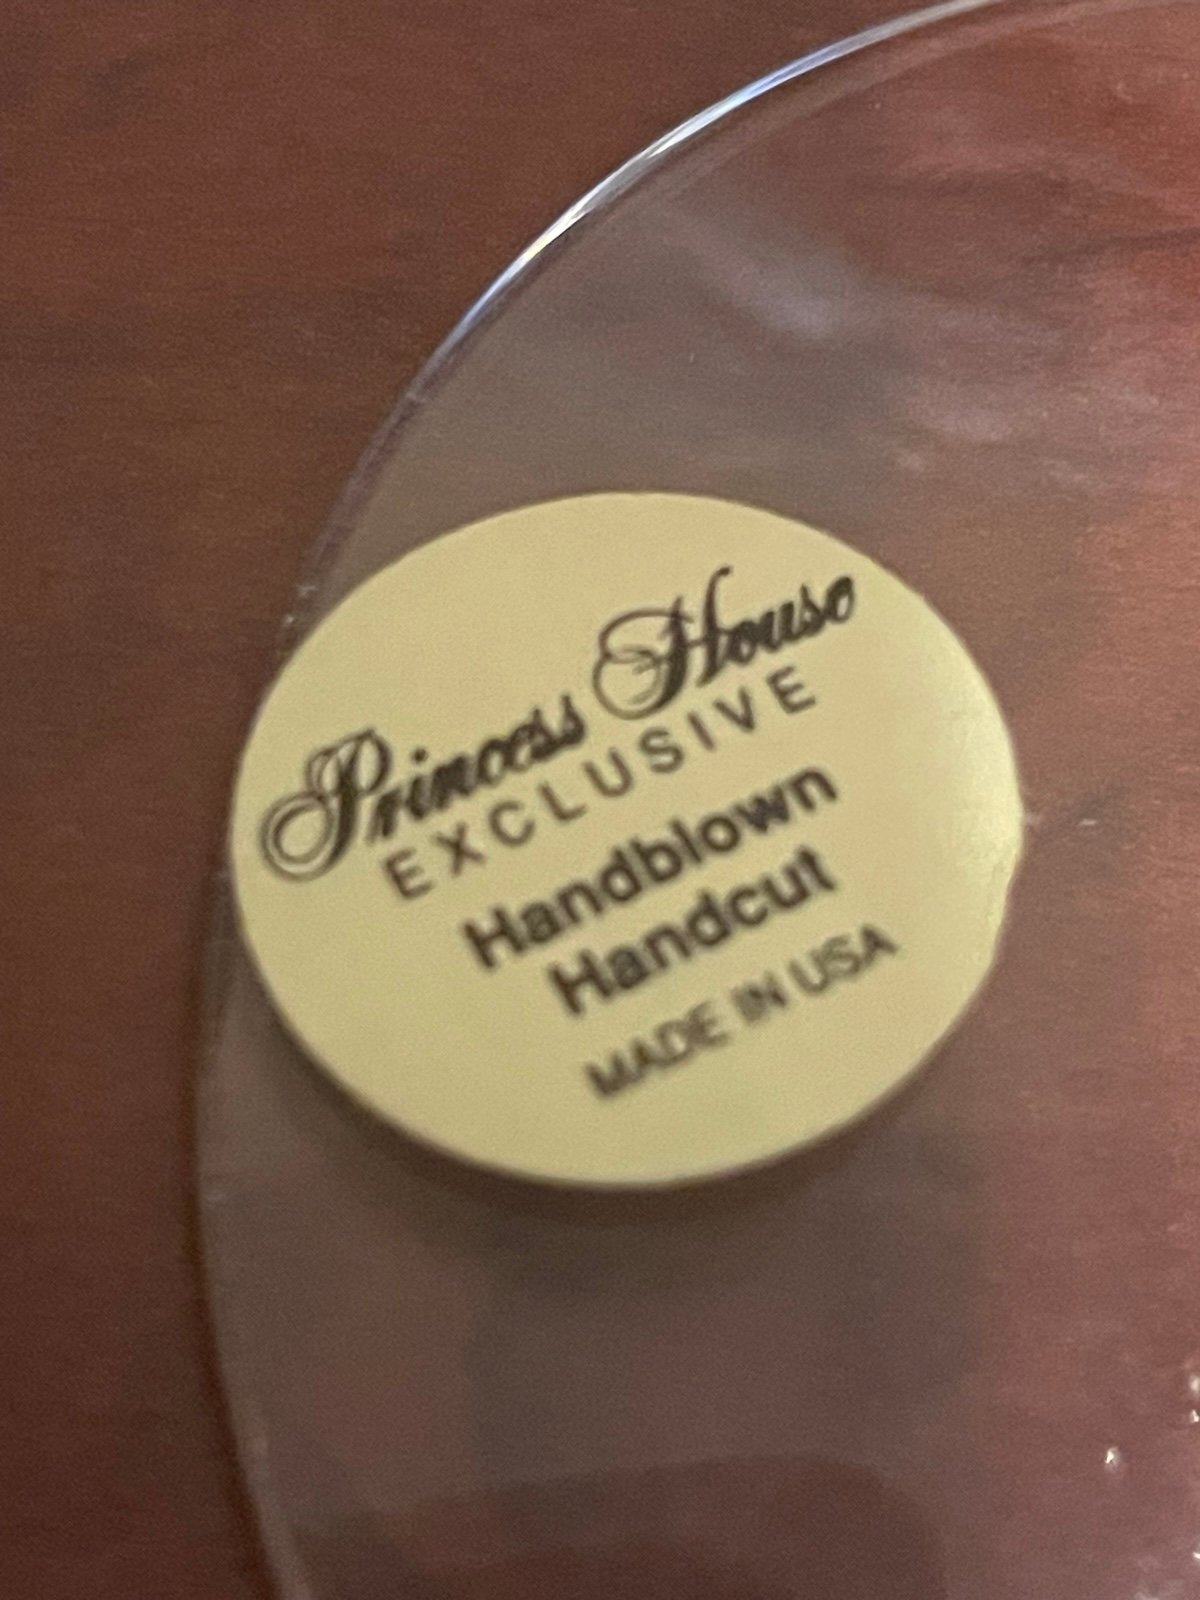 Princess House
EXCLUSIVE
Handblown
Handcut
MADE IN USA